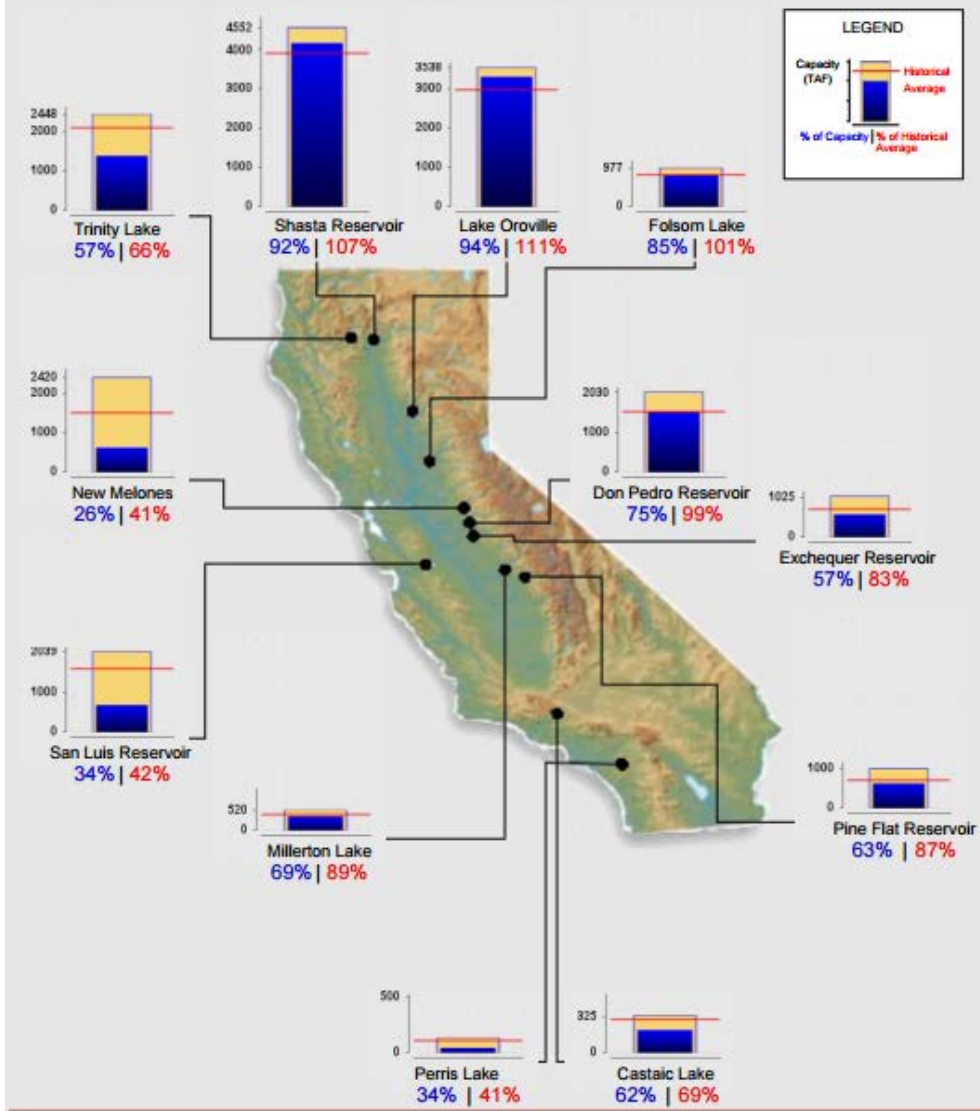 4552
4000
3000
2000
1000
0
Shasta Reservoir
92% | 107%
3538
3000
2000
1000
0
Lake Oroville
94% | 111%
LEGEND
Capacity
(TAF)
Historical
Average
% of Capacity | % of Historical
Average
2448
2000
1000
0
Trinity Lake
57% | 66%
977
0
Folsom Lake
85% | 101%
2420
2000
1000
0
New Melones
26% | 41%
2030
1000
0
Don Pedro Reservoir
75% | 99%
1025
0
Exchequer Reservoir
57% | 83%
2039
1000
0
San Luis Reservoir
34% | 42%
520
0
Millerton Lake
69% | 89%
1000
0
Pine Flat Reservoir
63% | 87%
500
0
Perris Lake
34% | 41%
325
0
Castaic Lake
62% | 69%